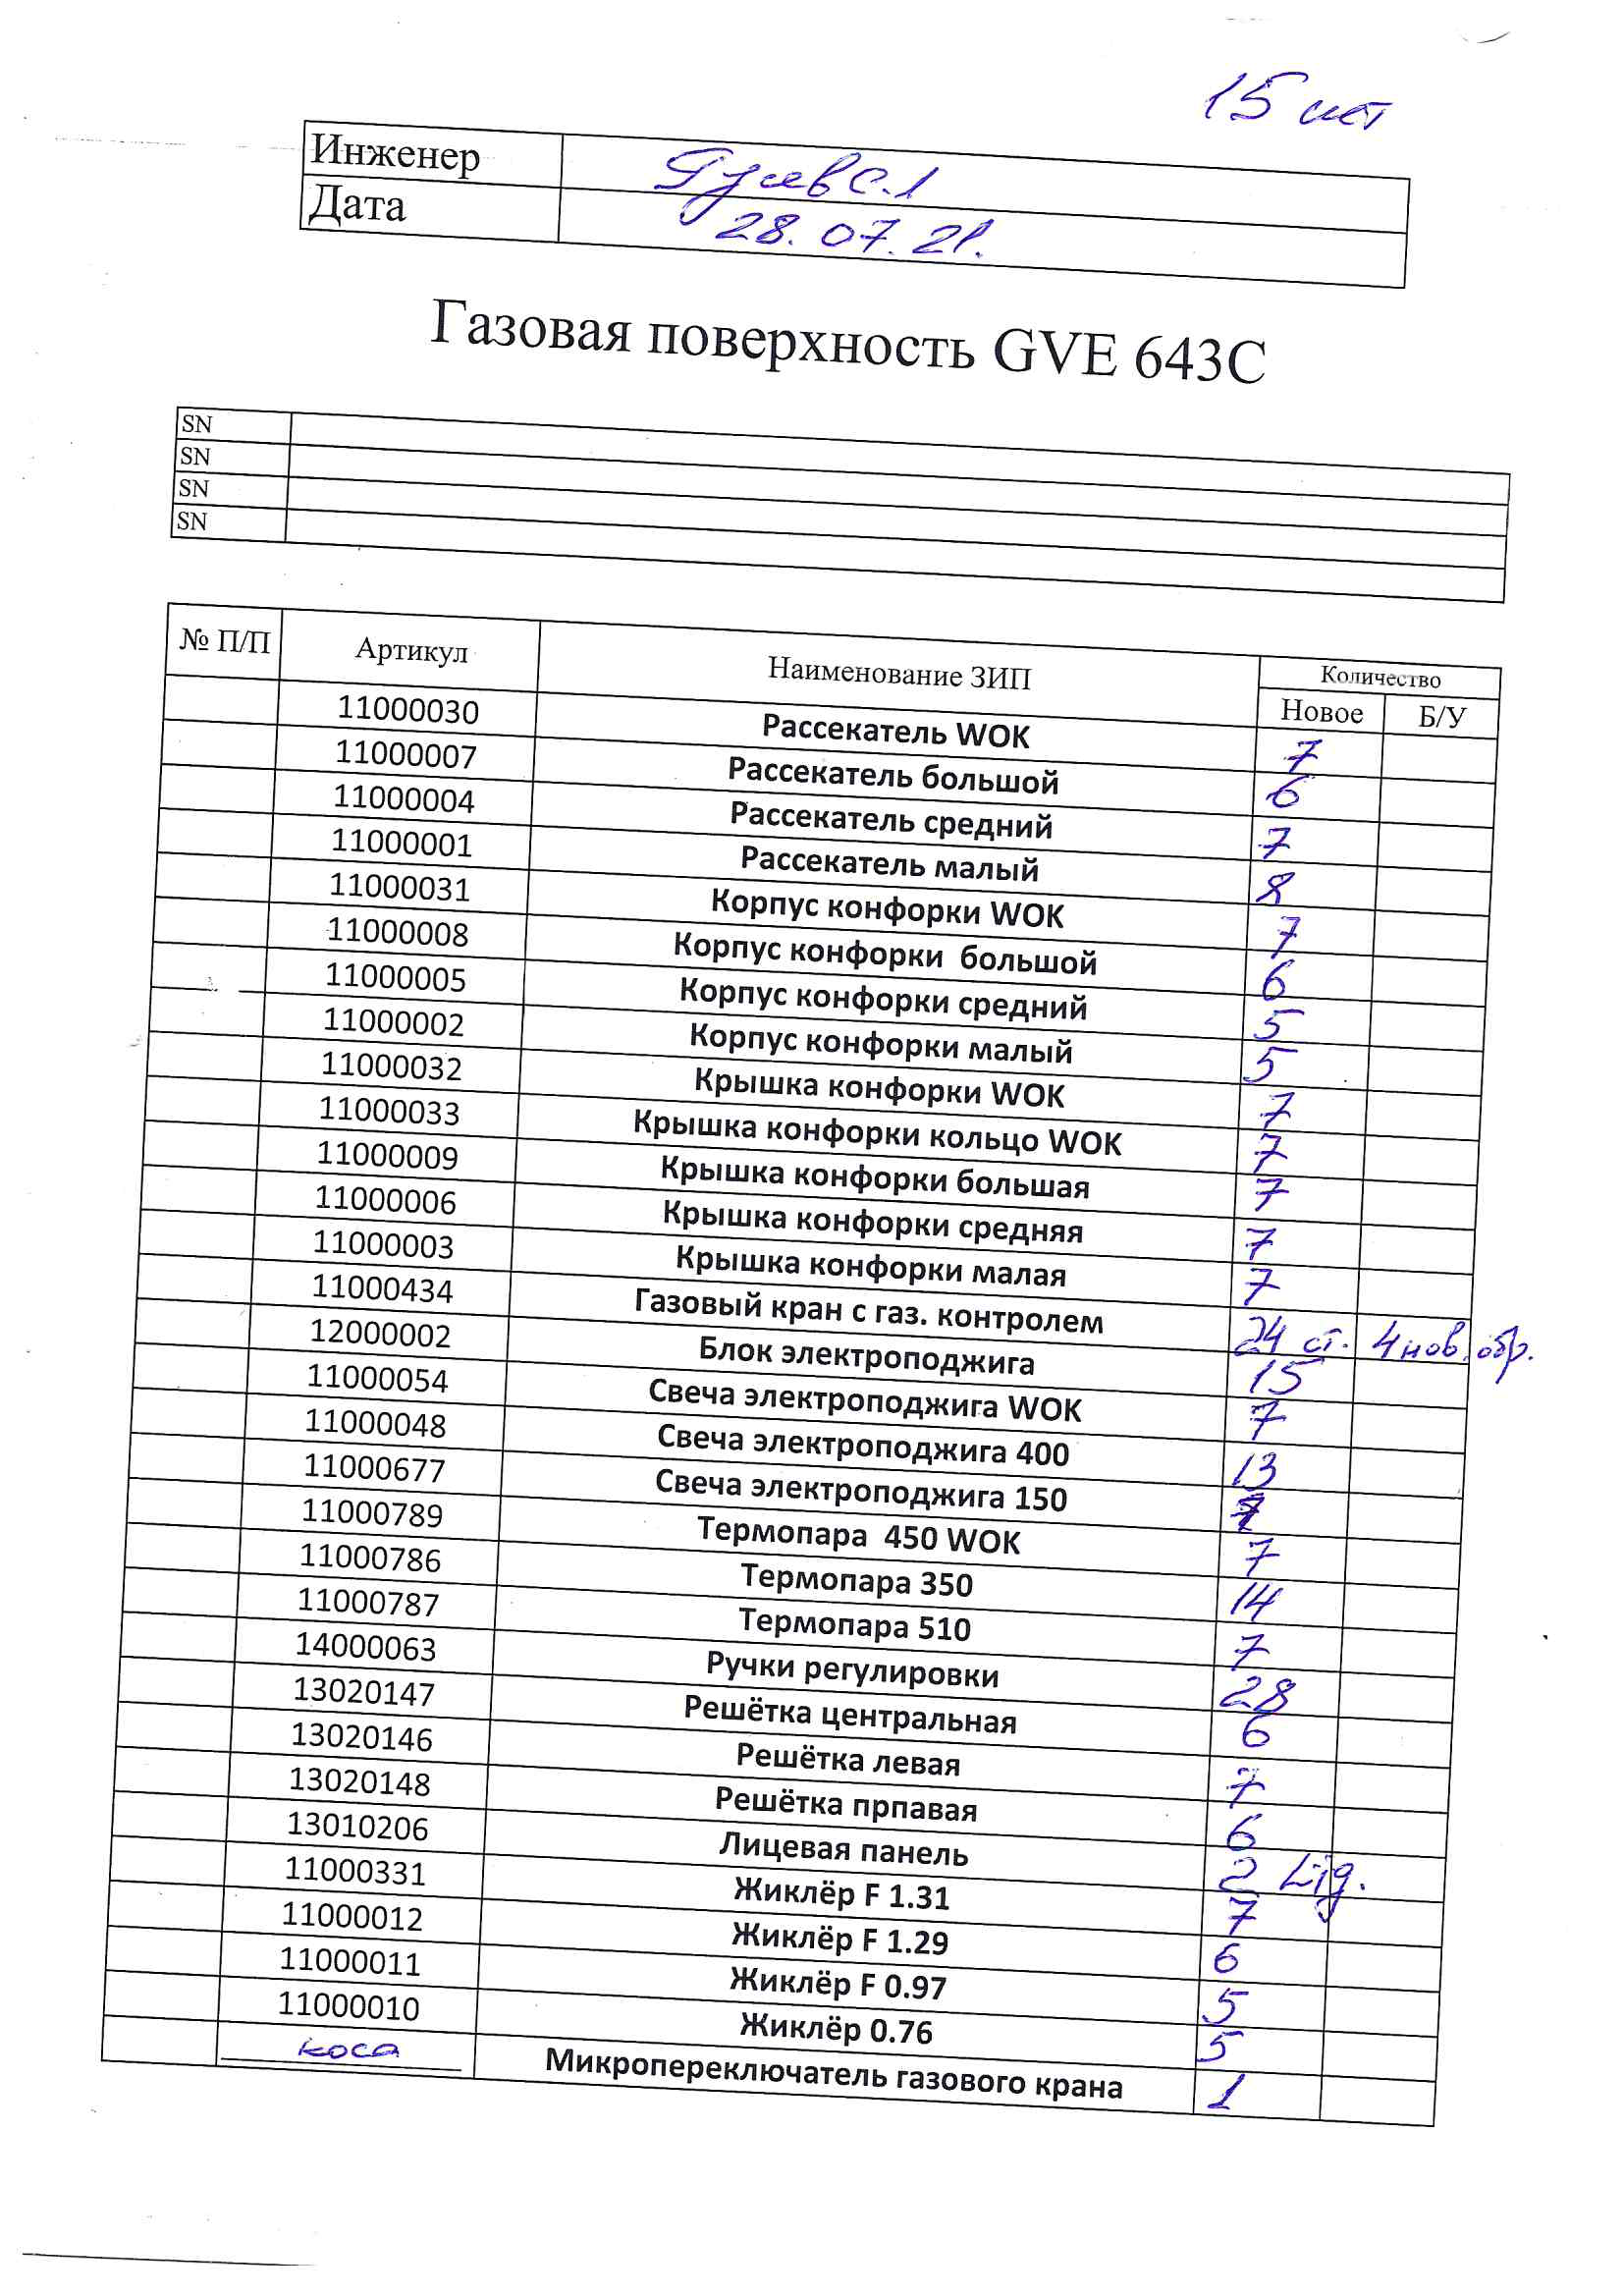 15 шт
Инженер
Дата 28.07.21.
Газовая поверхность GVE 643C
SN
SN
SN
SN
№ П/П Артикул Наименование ЗИП Количество
Новое Б/У
11000030 Рассекатель WOK 7
11000007 Рассекатель большой 6
11000004 Рассекатель средний 7
11000001 Рассекатель малый 8
11000031 Корпус конфорки WOK 7
11000008 Корпус конфорки большой 6
11000005 Корпус конфорки средний 5
11000002 Корпус конфорки малый 5
11000032 Крышка конфорки WOK 7
11000033 Крышка конфорки кольцо WOK 7
11000009 Крышка конфорки большая 7
11000006 Крышка конфорки средняя 7
11000003 Крышка конфорки малая 7
11000434 Газовый кран с газ. контролем 24 ст. 4 нов. обр.
12000002 Блок электроподжига 15
11000054 Свеча электроподжига WOK 7
11000048 Свеча электроподжига 400 13
11000677 Свеча электроподжига 150
11000789 Термопара 450 WOK 7
11000786 Термопара 350 14
11000787 Термопара 510 7
14000063 Ручки регулировки 28
13020147 Решётка центральная 6
13020146 Решётка левая 7
13020148 Решётка прпавая 6
13010206 Лицевая панель 2 Lig.
11000331 Жиклёр F 1.31 7
11000012 Жиклёр F 1.29 6
11000011 Жиклёр F 0.97 5
11000010 Жиклёр 0.76 5
коса Микропереключатель газового крана 1